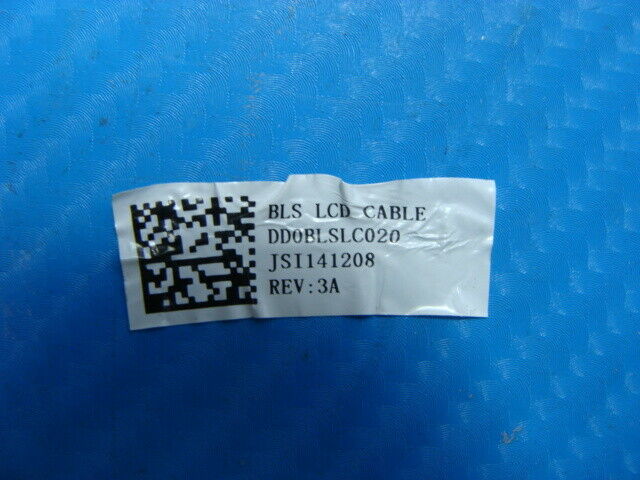 BLS LCD CABLE
DD0BLSLC020
JSI141208
REV:3A